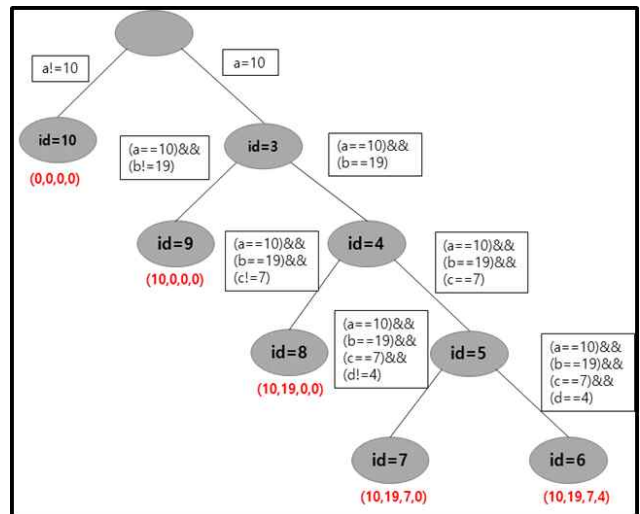 a!=10
a=10
id=10
(0,0,0,0)
(a==10)&&
(b!=19)
id=3
(a==10)&&
(b==19)
id=9
(10,0,0,0)
(a==10)&&
(b==19)&&
(c!=7)
id=4
(a==10)&&
(b==19)&&
(c==7)
id=8
(10,19,0,0)
(a==10)&&
(b==19)&&
(c==7)&&
(d!=4)
id=5
(a==10)&&
(b==19)&&
(c==7)&&
(d==4)
id=7
(10,19,7,0)
id=6
(10,19,7,4)